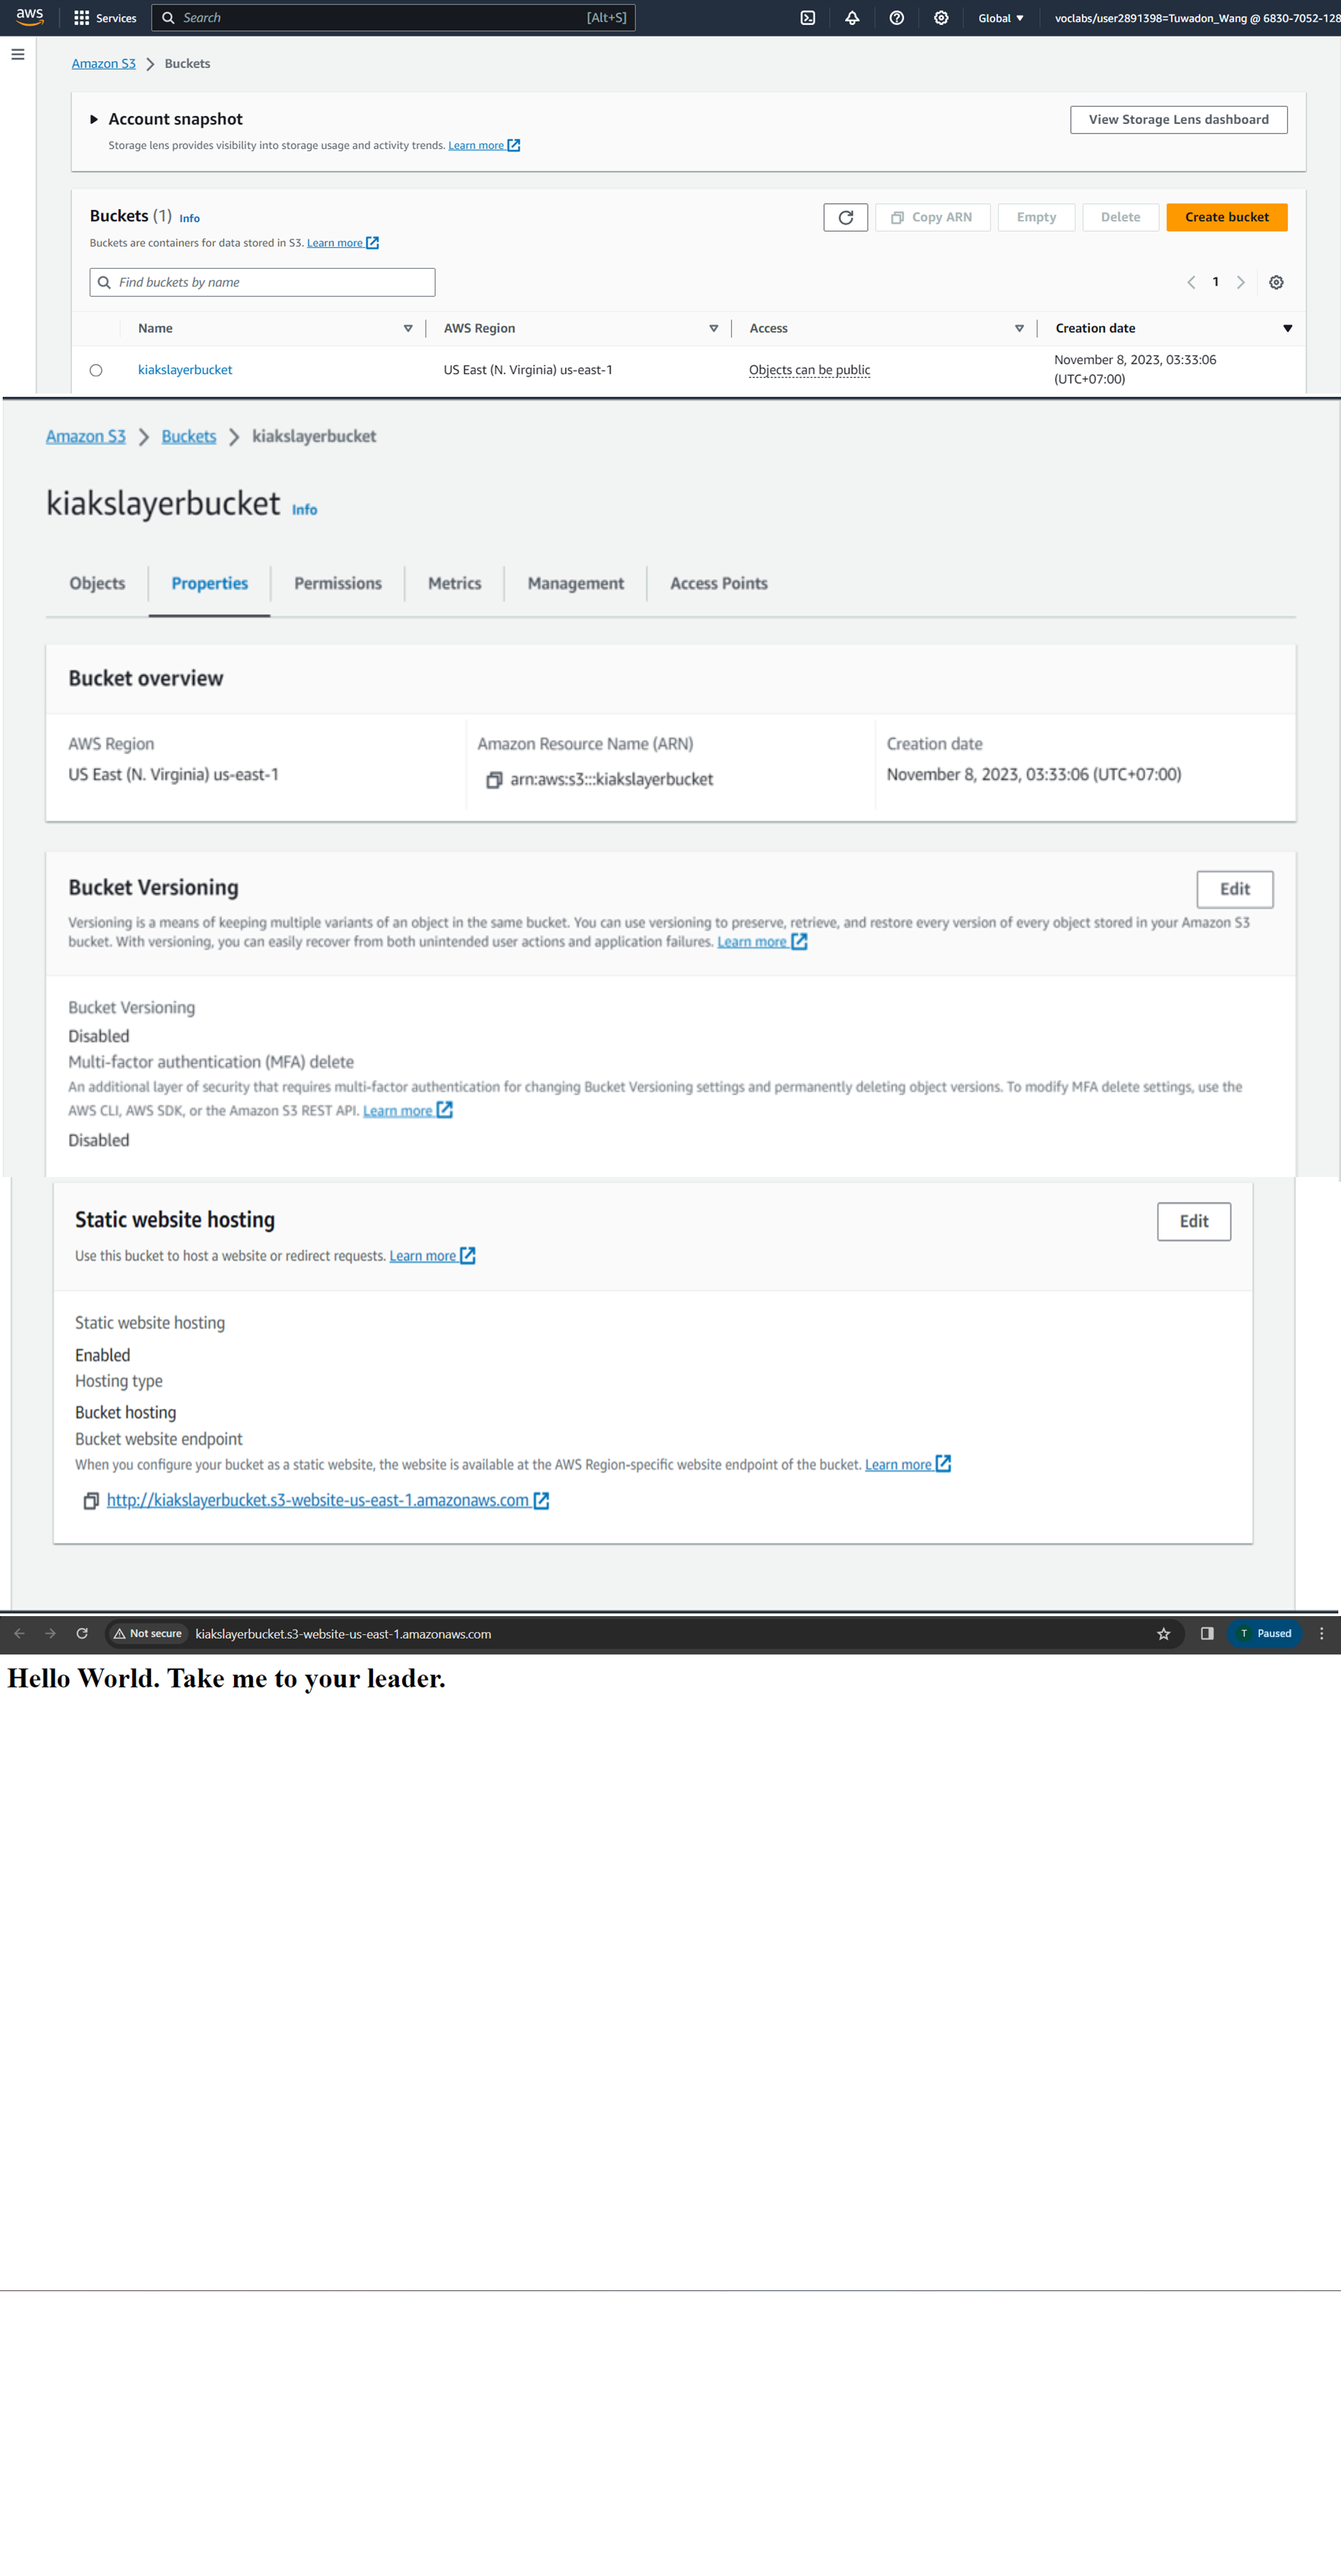 aws Services Search [Alt+S] Global voclabs/user2891398=Tuwadon_Wang @ 6830-7052-128
Amazon S3 Buckets
Account snapshot View Storage Lens dashboard
Storage lens provides visibility into storage usage and activity trends. Learn more
Buckets (1) Info Copy ARN Empty Delete Create bucket
Buckets are containers for data stored in S3. Learn more
Find buckets by name 1
Name AWS Region Access Creation date
kiakslayerbucket US East (N. Virginia) us-east-1 Objects can be public November 8, 2023, 03:33:06
(UTC+07:00)
Amazon S3 Buckets kiakslayerbucket
kiakslayerbucket Info
Objects Properties Permissions Metrics Management Access Points
Bucket overview
AWS Region Amazon Resource Name (ARN) Creation date
US East (N. Virginia) us-east-1 arn:aws:s3:::kiakslayerbucket November 8, 2023, 03:33:06 (UTC+07:00)
Bucket Versioning Edit
Versioning is a means of keeping multiple variants of an object in the same bucket. You can use versioning to preserve, retrieve, and restore every version of every object stored in your Amazon S3
bucket. With versioning, you can easily recover from both unintended user actions and application failures. Learn more
Bucket Versioning
Disabled
Multi-factor authentication (MFA) delete
An additional layer of security that requires multi-factor authentication for changing Bucket Versioning settings and permanently deleting object versions. To modify MFA delete settings, use the
AWS CLI, AWS SDK, or the Amazon S3 REST API. Learn more
Disabled
Static website hosting Edit
Use this bucket to host a website or redirect requests. Learn more
Static website hosting
Enabled
Hosting type
Bucket hosting
Bucket website endpoint
When you configure your bucket as a static website, the website is available at the AWS Region-specific website endpoint of the bucket. Learn more
http://kiakslayerbucket.s3-website-us-east-1.amazonaws.com
Not secure kiakslayerbucket.s3-website-us-east-1.amazonaws.com T Paused
Hello World. Take me to your leader.